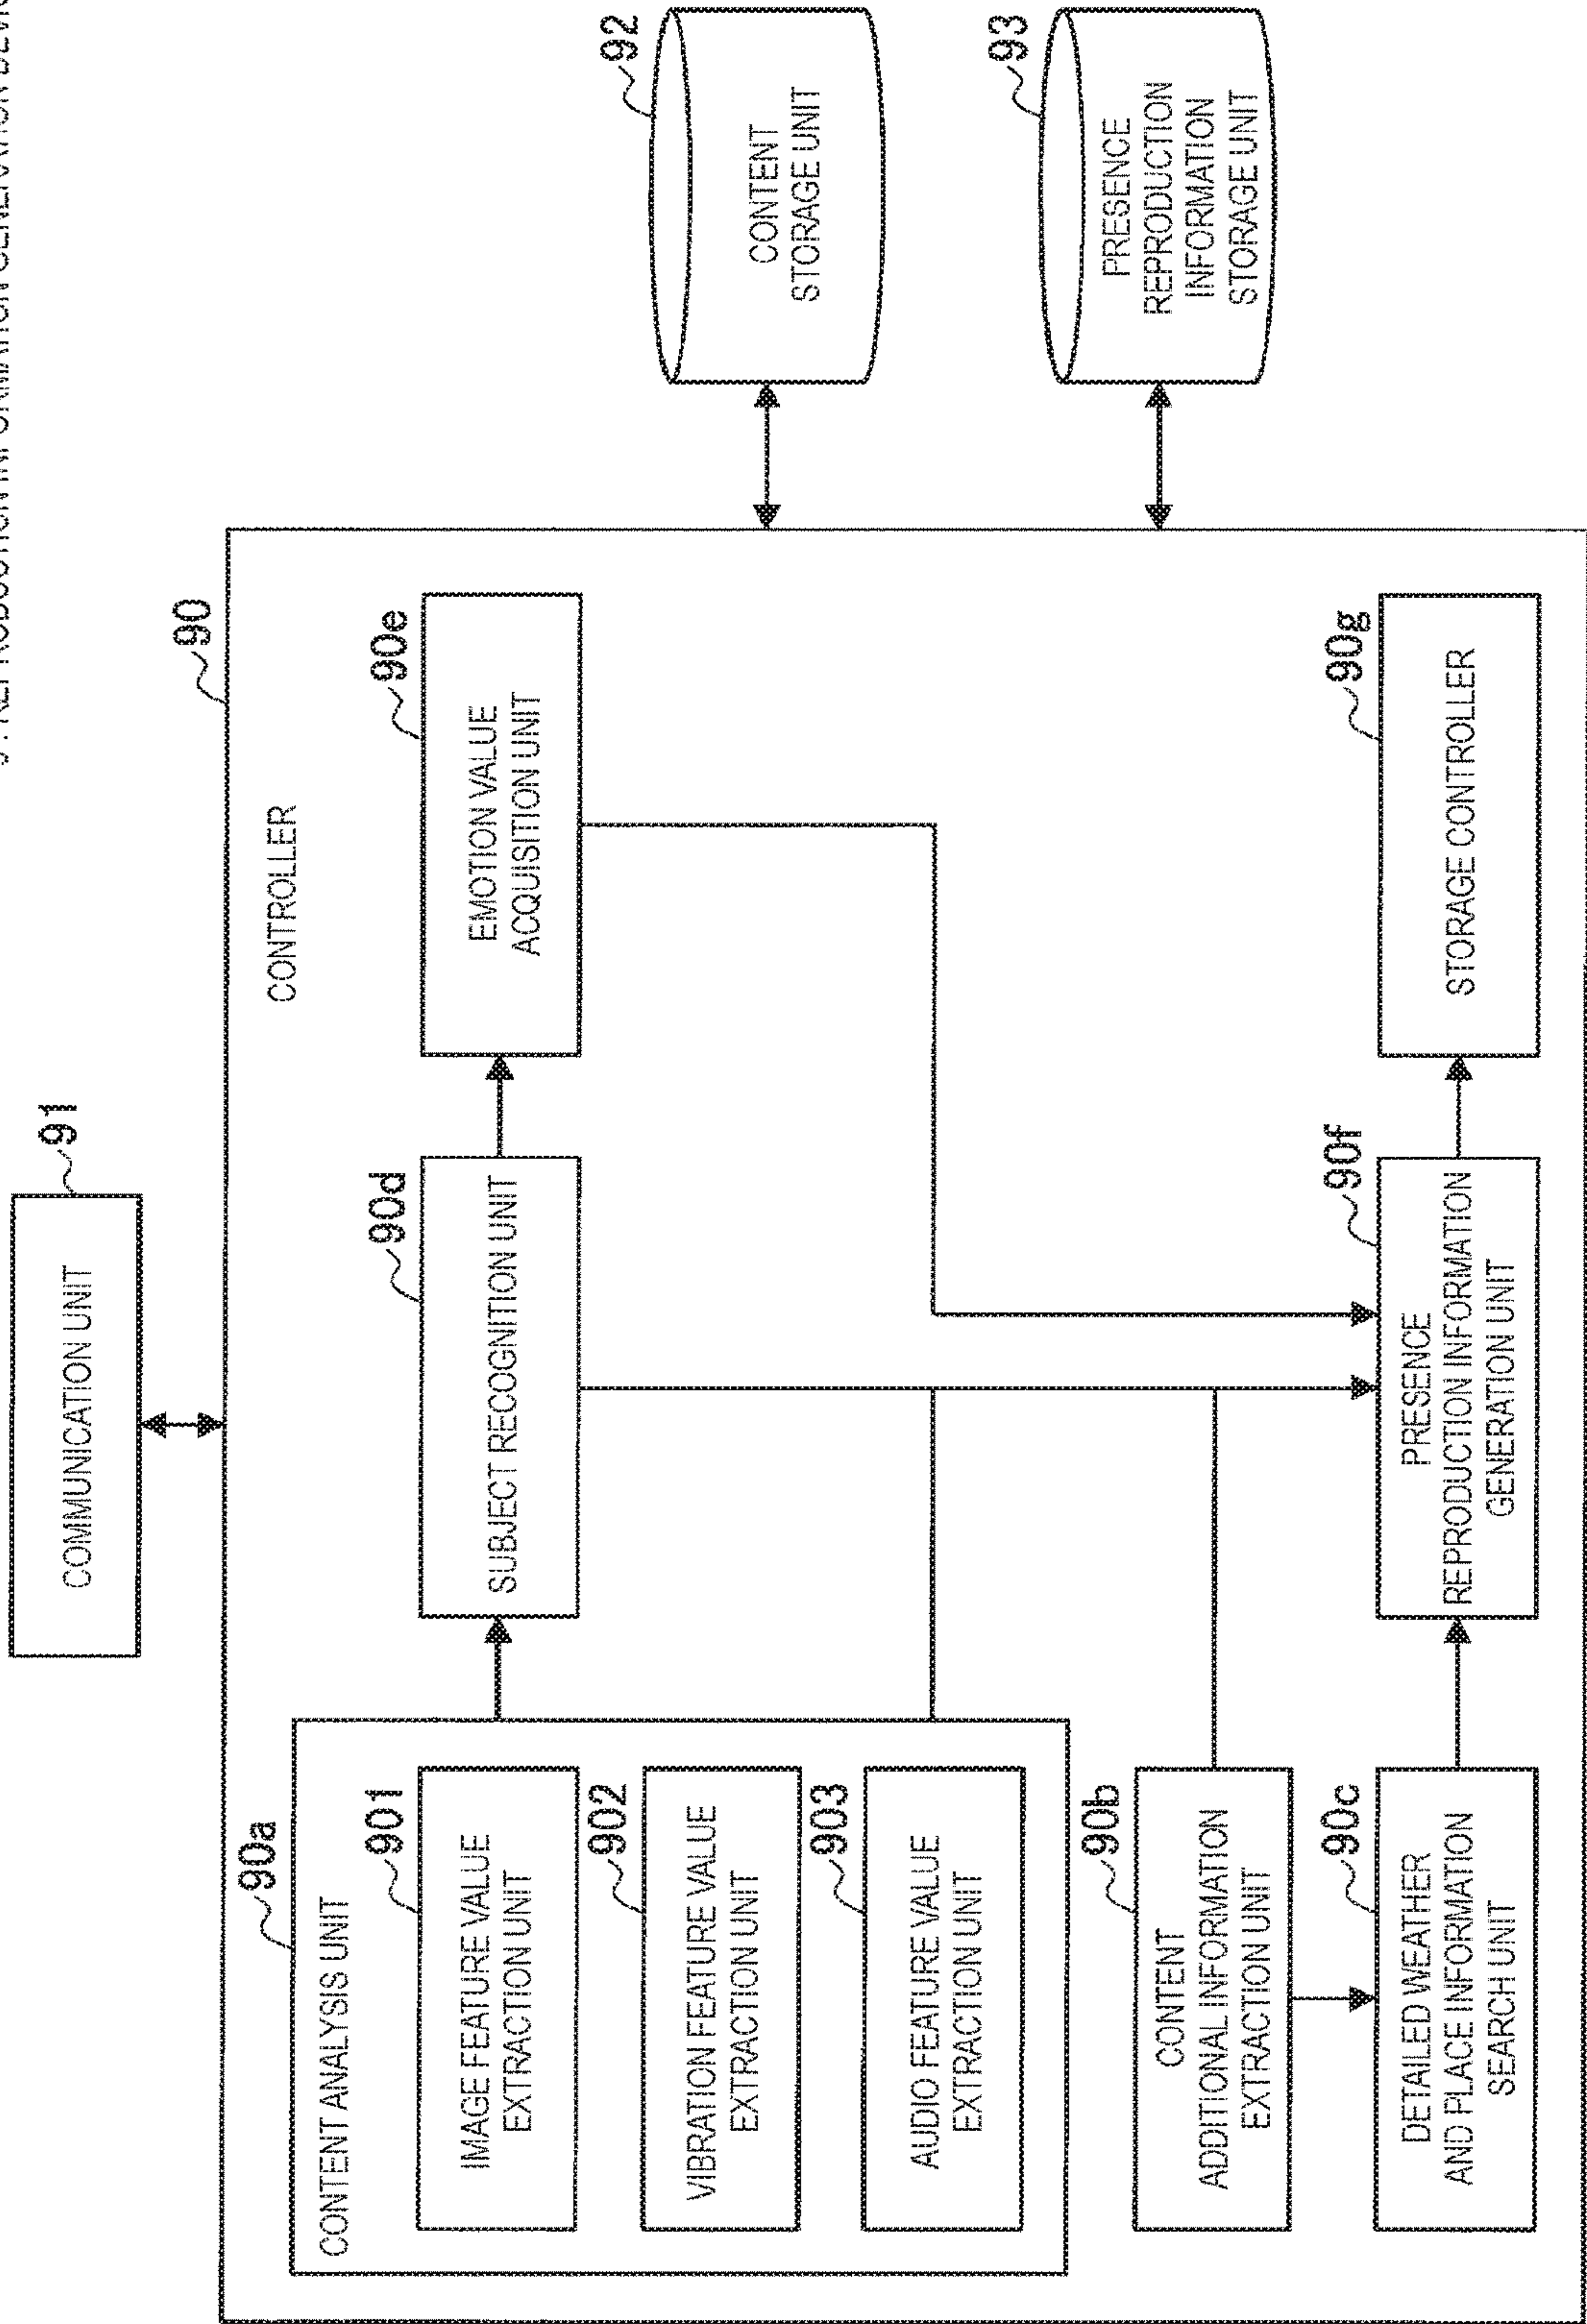 REPRODUCTION INFORMATION GENERATION
COMMUNICATION UNIT
91
90
CONTROLLER
90a
CONTENT ANALYSIS UNIT
901
IMAGE FEATURE VALUE
EXTRACTION UNIT
902
VIBRATION FEATURE VALUE
EXTRACTION UNIT
903
AUDIO FEATURE VALUE
EXTRACTION UNIT
90d
SUBJECT RECOGNITION UNIT
90e
EMOTION VALUE
ACQUISITION UNIT
90b
CONTENT
ADDITIONAL INFORMATION
EXTRACTION UNIT
90c
DETAILED WEATHER
AND PLACE INFORMATION
SEARCH UNIT
90f
PRESENCE
REPRODUCTION INFORMATION
GENERATION UNIT
90g
STORAGE CONTROLLER
92
CONTENT
STORAGE UNIT
93
PRESENCE
REPRODUCTION
INFORMATION
STORAGE UNIT